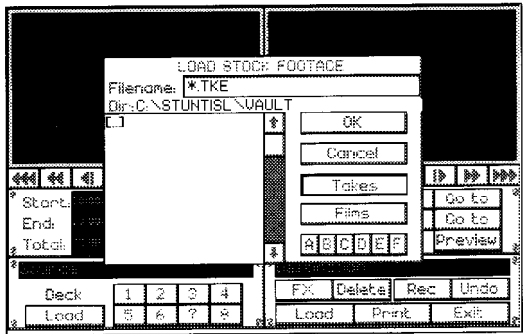 LOAD STOCK FOOTAGE
Filename: *.TKE
Dir:C:\STUNTISL\VAULT
[..]
OK
Cancel
Takes
Films
A B C D E F
Start:
End:
Total:
Go to
Go to
Preview
Deck 1 2 3 4
Load 5 6 7 8
FX Delete Rec Undo
Load Print Exit